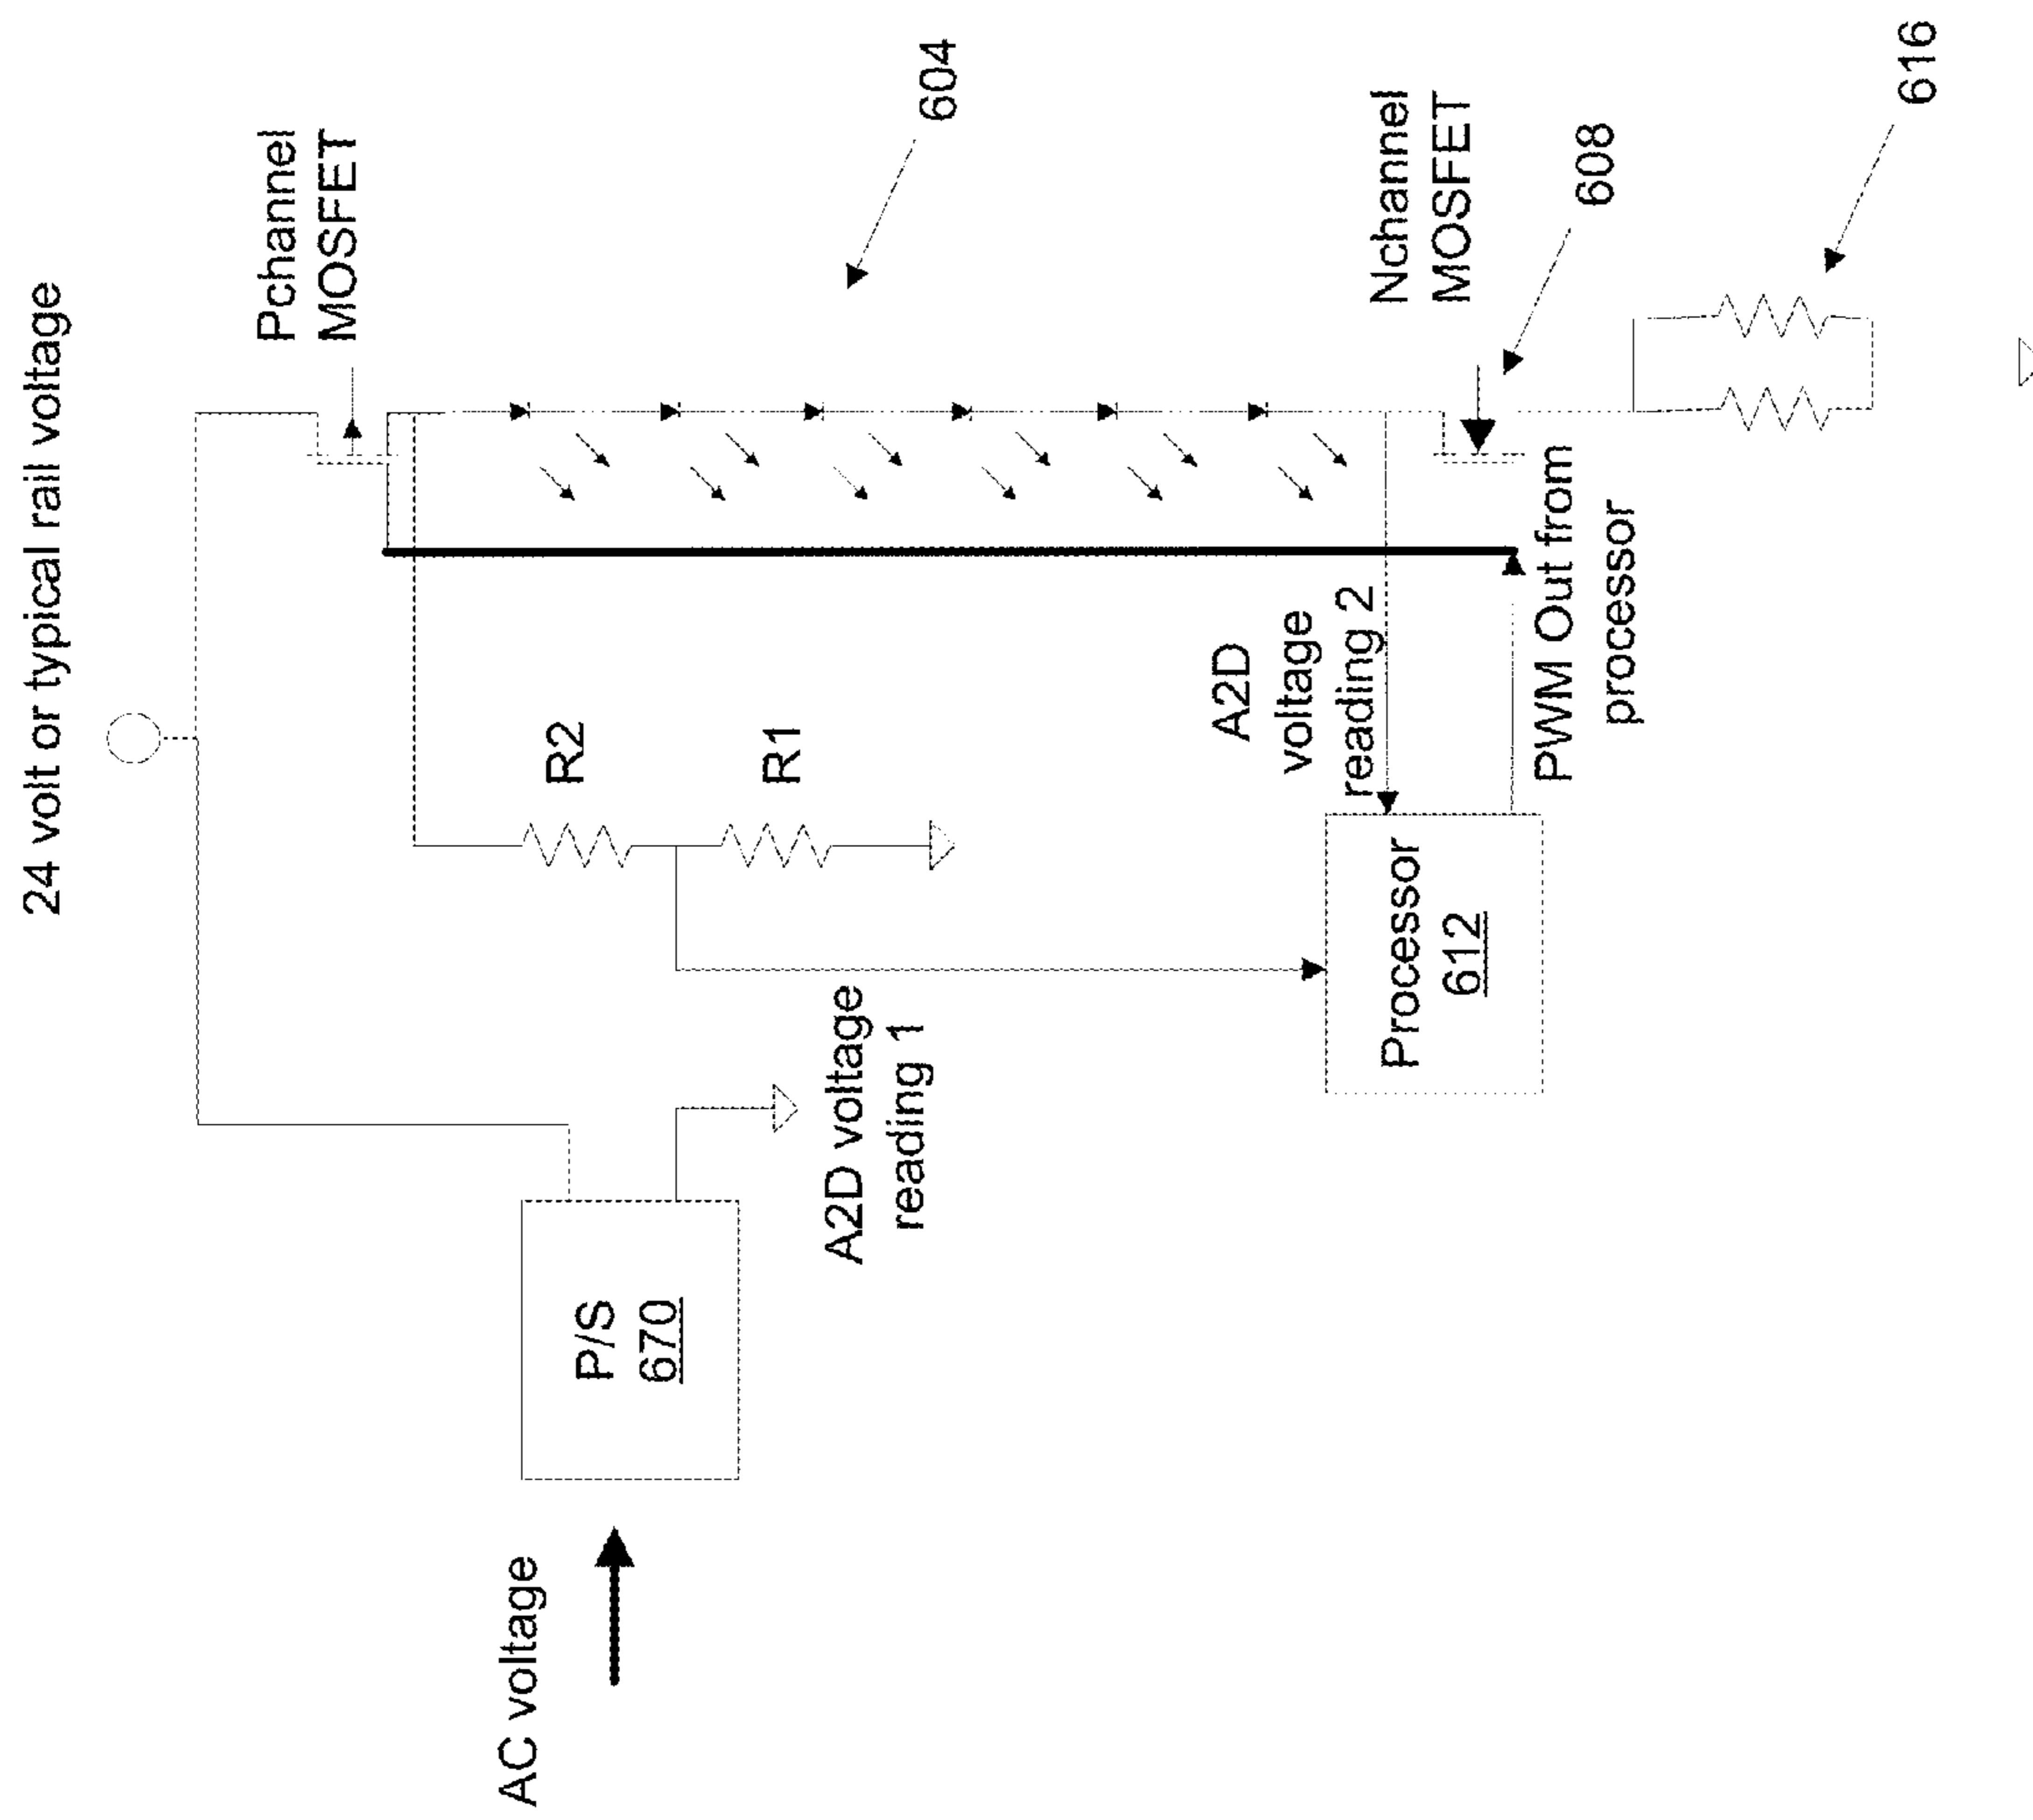 24 volt or typical rail voltage
Pchannel
MOSFET
604
R2
R1
AC voltage
P/S
670
A2D voltage
reading 1
A2D
voltage
reading 2
Processor
612
PWM Out from
processor
Nchannel
MOSFET
608
616